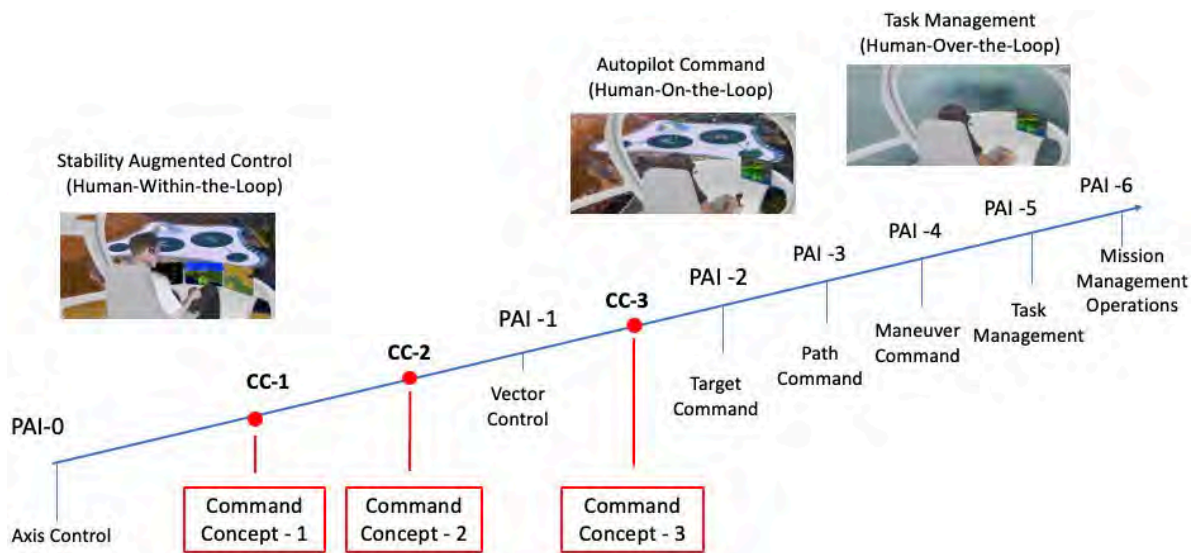 Task Management
(Human-Over-the-Loop)
Autopilot Command
(Human-On-the-Loop)
Stability Augmented Control
(Human-Within-the-Loop)
PAI -6
PAI -5
PAI -4
PAI -3
PAI -2
CC-3
PAI -1
CC-2
CC-1
PAI-0
Mission
Management
Operations
Task
Management
Maneuver
Command
Path
Command
Target
Command
Vector
Control
Axis Control
Command
Concept - 1
Command
Concept - 2
Command
Concept - 3